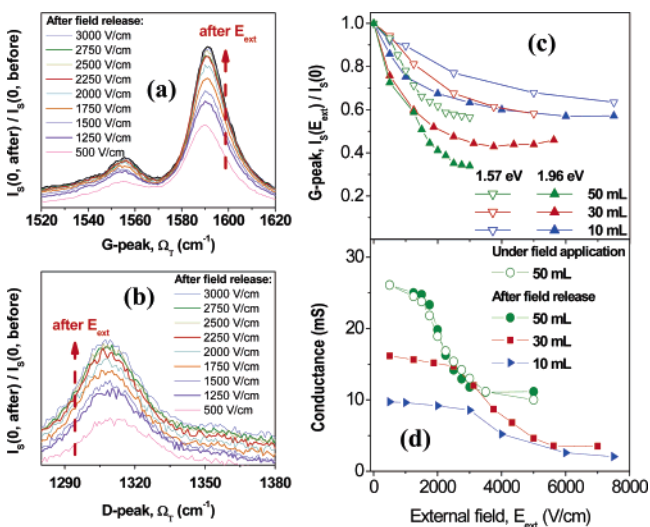 After field release:
3000 V/cm
2750 V/cm
2500 V/cm
2250 V/cm
2000 V/cm
1750 V/cm
1500 V/cm
1250 V/cm
500 V/cm
after E_ext
(a)
I_S(0, after) / I_S(0, before)
1520 1540 1560 1580 1600 1620
G-peak, Ω_T (cm⁻¹)
After field release:
3000 V/cm
2750 V/cm
2500 V/cm
2250 V/cm
2000 V/cm
1750 V/cm
1500 V/cm
1250 V/cm
500 V/cm
(b)
after E_ext
I_S(0, after) / I_S(0, before)
1290 1320 1350 1380
D-peak, Ω_T (cm⁻¹)
(c)
G-peak, I_S(E_ext) / I_S(0)
1.0
0.8
0.6
0.4
0.2
1.57 eV 1.96 eV
50 mL
30 mL
10 mL
Under field application
50 mL
After field release
50 mL
30 mL
10 mL
(d)
Conductance (mS)
40
30
20
10
0
0 2000 4000 6000 8000
External field, E_ext (V/cm)